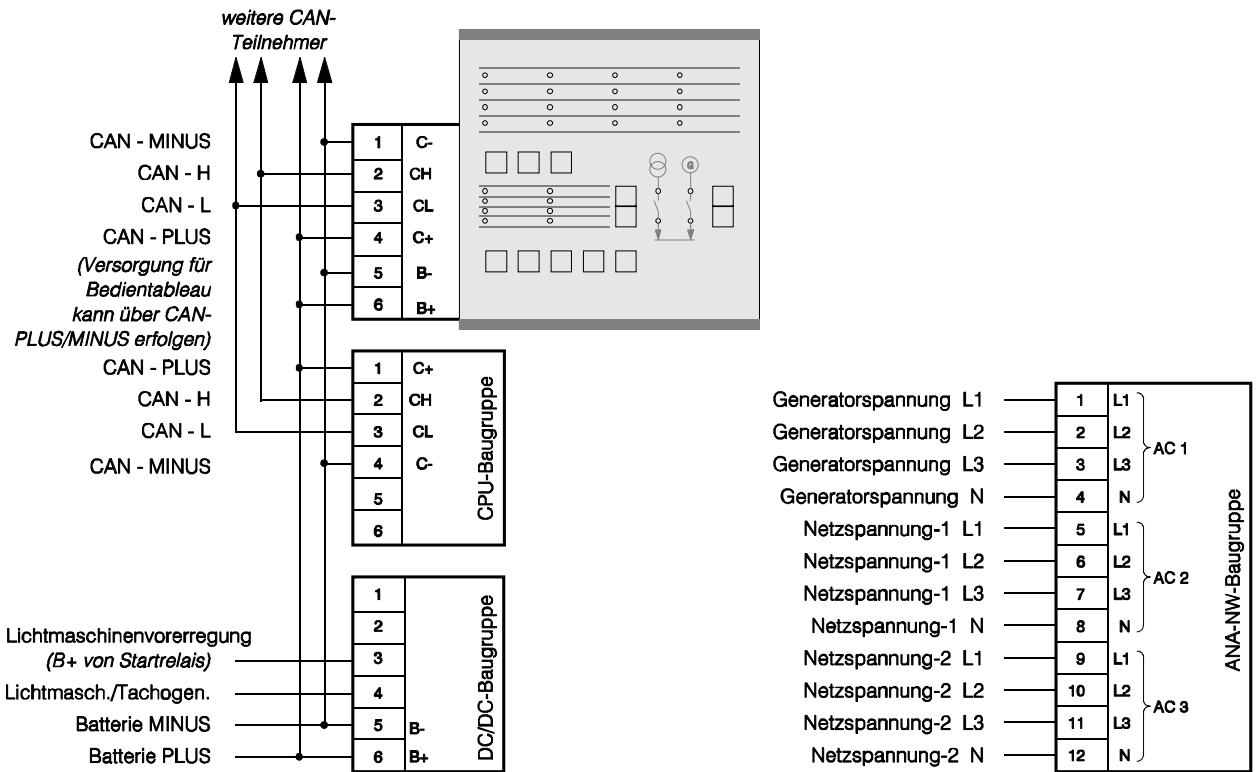 weitere CAN-
Teilnehmer
CAN - MINUS 1 C-
CAN - H 2 CH
CAN - L 3 CL
CAN - PLUS 4 C+
(Versorgung für
Bedientableau
kann über CAN-
PLUS/MINUS erfolgen)
5 B-
6 B+
G
CAN - PLUS 1 C+
CAN - H 2 CH
CAN - L 3 CL
CAN - MINUS 4 C-
5
6
CPU-Baugruppe
1
2
Lichtmaschinenvorerregung
(B+ von Startrelais) 3
Lichtmasch./Tachogen. 4
Batterie MINUS 5 B-
Batterie PLUS 6 B+
DC/DC-Baugruppe
Generatorspannung L1 1 L1
Generatorspannung L2 2 L2
Generatorspannung L3 3 L3
Generatorspannung N 4 N
AC 1
Netzspannung-1 L1 5 L1
Netzspannung-1 L2 6 L2
Netzspannung-1 L3 7 L3
Netzspannung-1 N 8 N
AC 2
Netzspannung-2 L1 9 L1
Netzspannung-2 L2 10 L2
Netzspannung-2 L3 11 L3
Netzspannung-2 N 12 N
AC 3
ANA-NW-Baugruppe